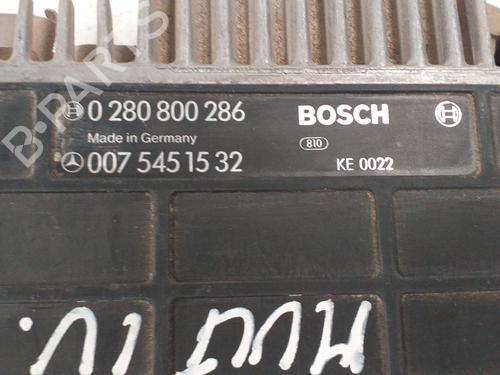 0 280 800 286 BOSCH
Made in Germany 810
007 545 15 32 KE 0022
B-PARTS